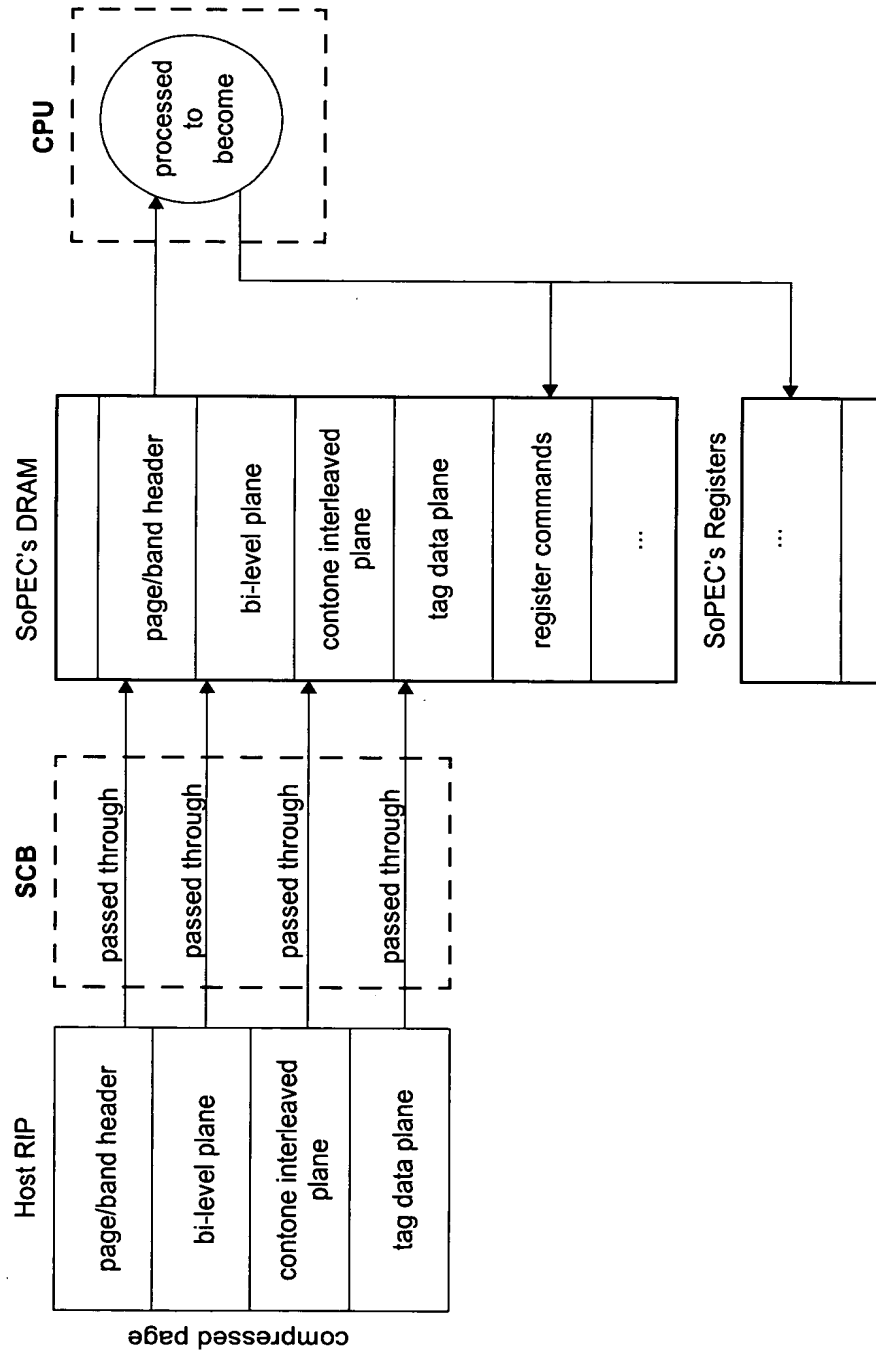 Host RIP
compressed page
page/band header
bi-level plane
contone interleaved
plane
tag data plane
SCB
passed through
passed through
passed through
passed through
SoPEC's DRAM
page/band header
bi-level plane
contone interleaved
plane
tag data plane
register commands
...
CPU
processed
to
become
SoPEC's Registers
...